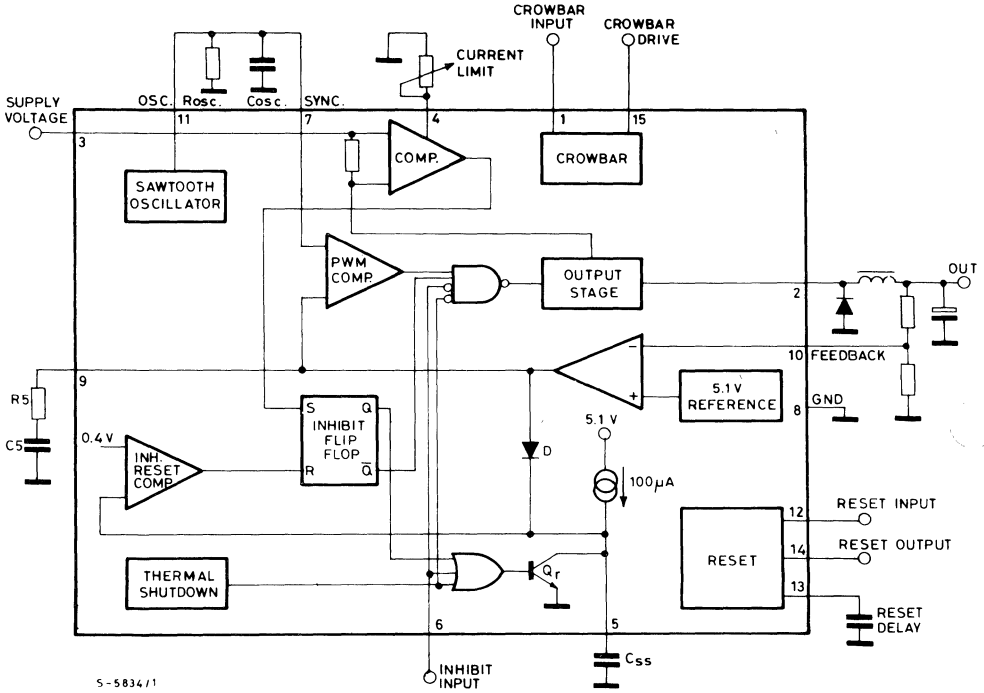 CROWBAR
INPUT
CROWBAR
DRIVE
CURRENT
LIMIT
SUPPLY
VOLTAGE
OSC. Rosc.
Cosc. SYNC.
11
7
4
1
15
3
COMP.
CROWBAR
SAWTOOTH
OSCILLATOR
PWM
COMP.
OUTPUT
STAGE
2
OUT
10 FEEDBACK
−
+
5.1 V
REFERENCE
8
GND
9
R5
C5
0.4 V
INH.
RESET
COMP.
S
Q
INHIBIT
FLIP
FLOP
R
Q̅
D
5.1 V
100µA
RESET
12
RESET INPUT
14
RESET OUTPUT
13
RESET
DELAY
THERMAL
SHUTDOWN
Qr
6
5
INHIBIT
INPUT
CSS
S-5834/1